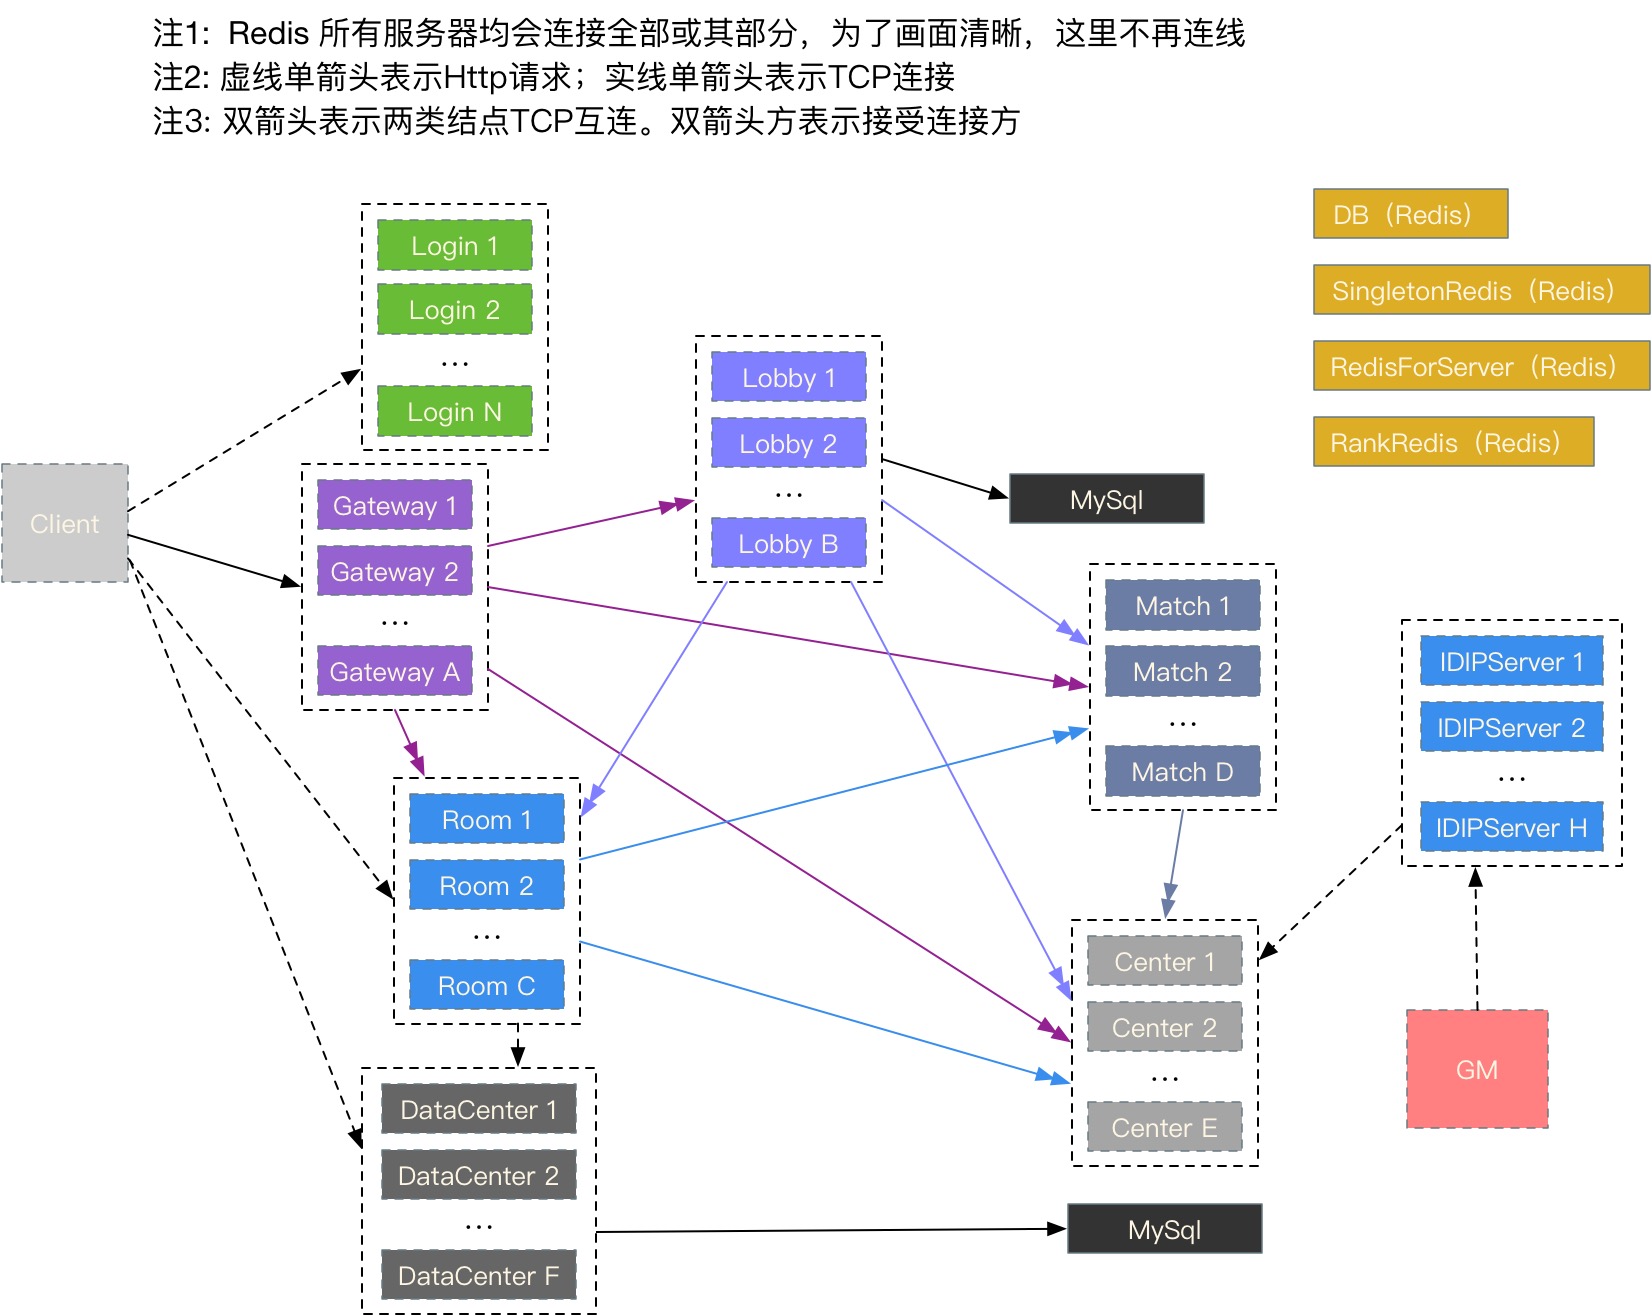 注1:  Redis 所有服务器均会连接全部或其部分，为了画面清晰，这里不再连线
注2: 虚线单箭头表示Http请求；实线单箭头表示TCP连接
注3: 双箭头表示两类结点TCP互连。双箭头方表示接受连接方
DB（Redis）
SingletonRedis（Redis）
RedisForServer（Redis）
RankRedis（Redis）
Login 1
Login 2
...
Login N
Client
Gateway 1
Gateway 2
...
Gateway A
Lobby 1
Lobby 2
...
Lobby B
MySql
Match 1
Match 2
...
Match D
IDIPServer 1
IDIPServer 2
...
IDIPServer H
Room 1
Room 2
...
Room C
Center 1
Center 2
...
Center E
GM
DataCenter 1
DataCenter 2
...
DataCenter F
MySql